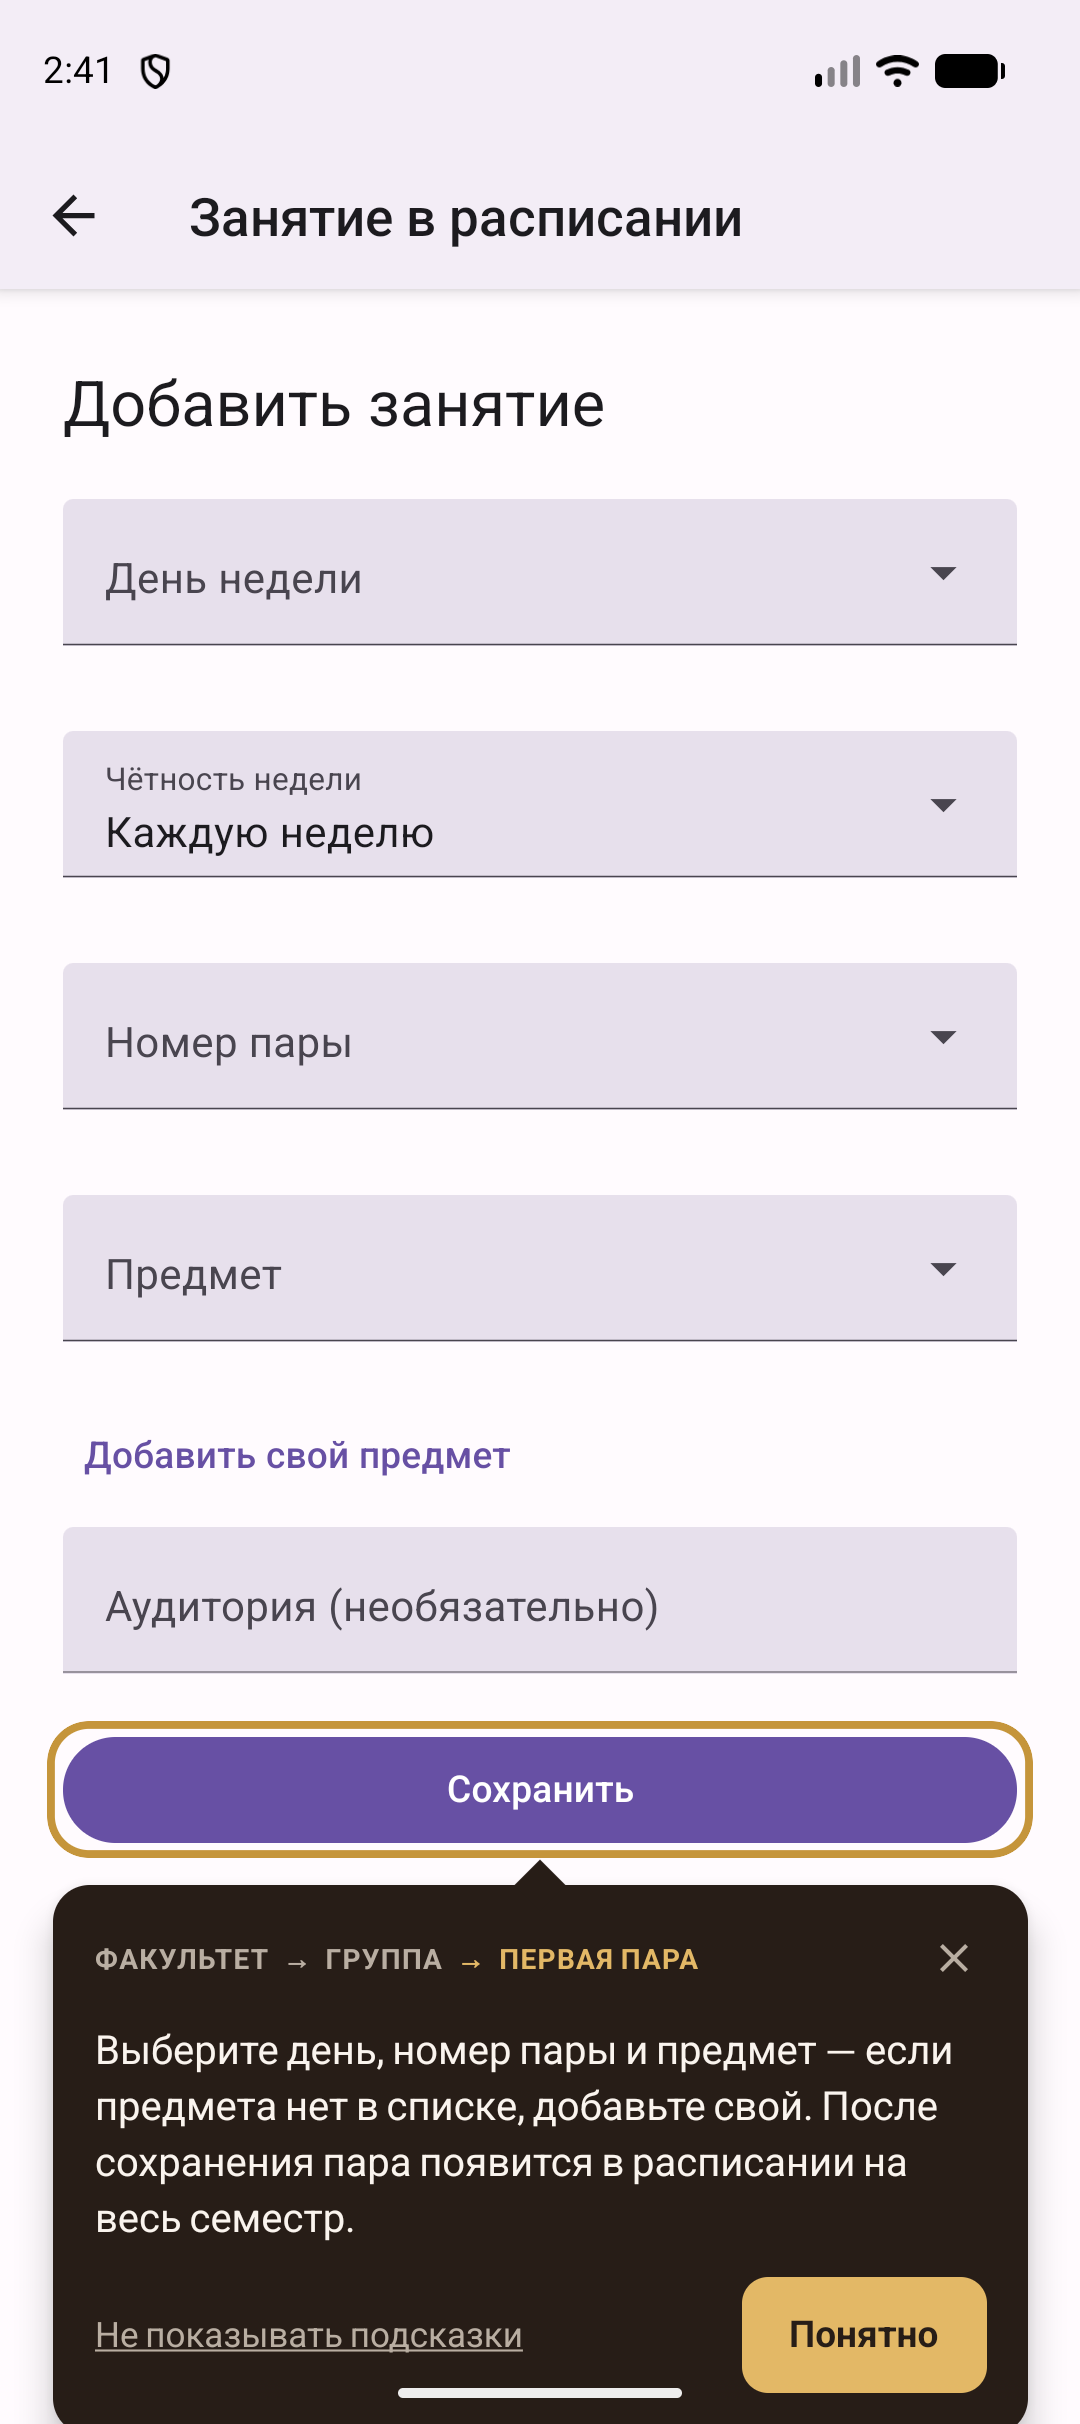 2:41
Занятие в расписании
Добавить занятие
День недели
Чётность недели
Каждую неделю
Номер пары
Предмет
Добавить свой предмет
Аудитория (необязательно)
Сохранить
ФАКУЛЬТЕТ → ГРУППА → ПЕРВАЯ ПАРА
Выберите день, номер пары и предмет — если
предмета нет в списке, добавьте свой. После
сохранения пара появится в расписании на
весь семестр.
Не показывать подсказки
Понятно